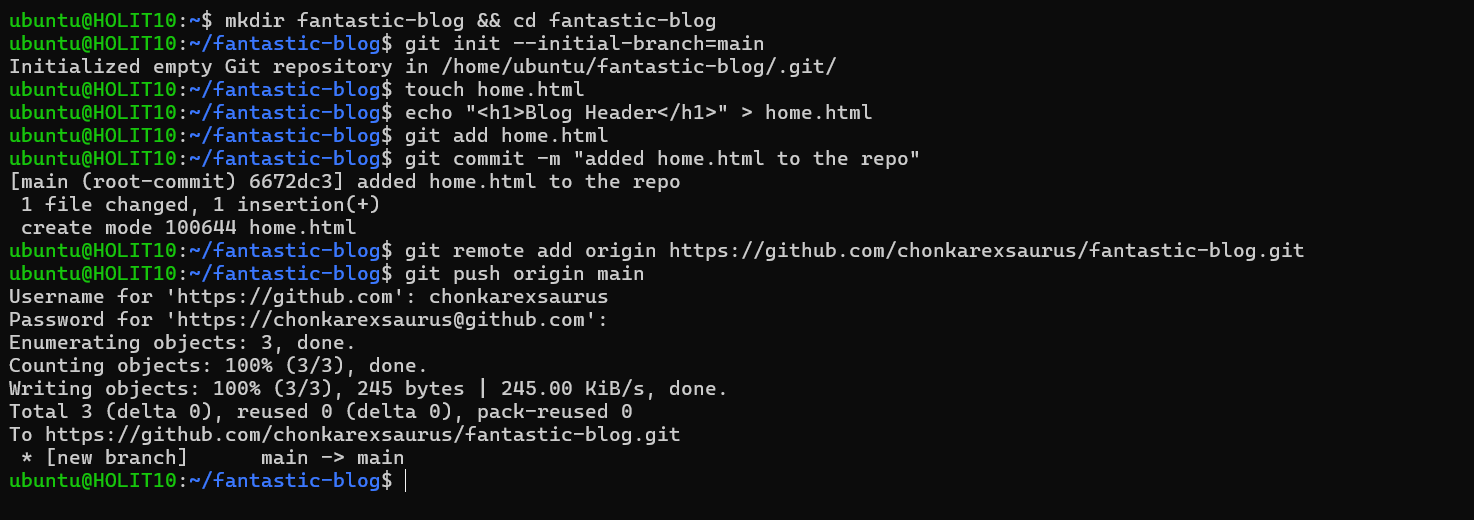 ubuntu@HOLIT10:~$ mkdir fantastic-blog && cd fantastic-blog
ubuntu@HOLIT10:~/fantastic-blog$ git init --initial-branch=main
Initialized empty Git repository in /home/ubuntu/fantastic-blog/.git/
ubuntu@HOLIT10:~/fantastic-blog$ touch home.html
ubuntu@HOLIT10:~/fantastic-blog$ echo "<h1>Blog Header</h1>" > home.html
ubuntu@HOLIT10:~/fantastic-blog$ git add home.html
ubuntu@HOLIT10:~/fantastic-blog$ git commit -m "added home.html to the repo"
[main (root-commit) 6672dc3] added home.html to the repo
 1 file changed, 1 insertion(+)
 create mode 100644 home.html
ubuntu@HOLIT10:~/fantastic-blog$ git remote add origin https://github.com/chonkarexsaurus/fantastic-blog.git
ubuntu@HOLIT10:~/fantastic-blog$ git push origin main
Username for 'https://github.com': chonkarexsaurus
Password for 'https://chonkarexsaurus@github.com':
Enumerating objects: 3, done.
Counting objects: 100% (3/3), done.
Writing objects: 100% (3/3), 245 bytes | 245.00 KiB/s, done.
Total 3 (delta 0), reused 0 (delta 0), pack-reused 0
To https://github.com/chonkarexsaurus/fantastic-blog.git
 * [new branch]      main -> main
ubuntu@HOLIT10:~/fantastic-blog$